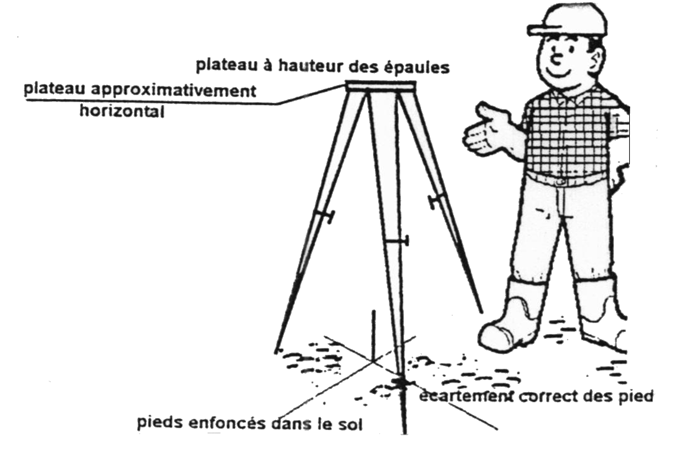 plateau à hauteur des épaules
plateau approximativement
horizontal
écartement correct des pied
pieds enfoncés dans le sol